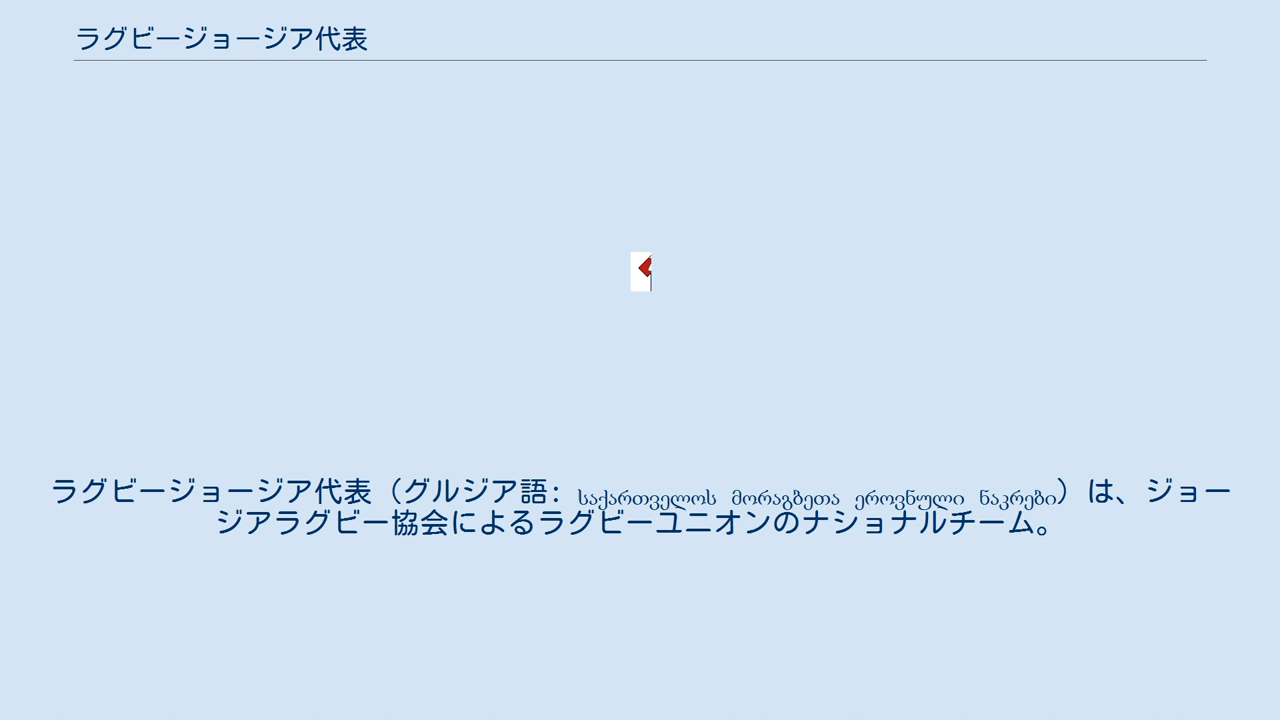 ラグビージョージア代表
ラグビージョージア代表（グルジア語: საქართველოს მორაგბეთა ეროვნული ნაკრები）は、ジョー
ジアラグビー協会によるラグビーユニオンのナショナルチーム。